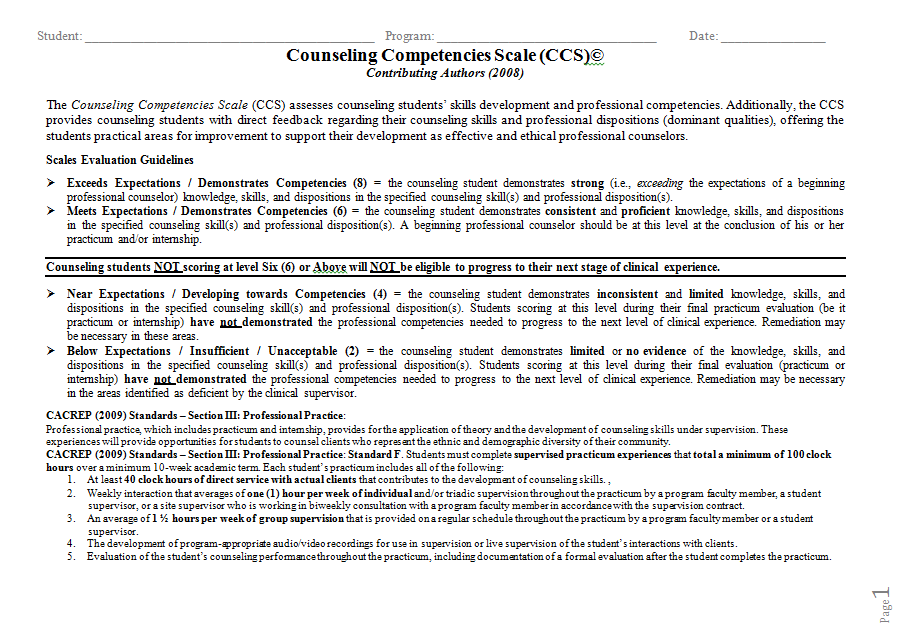 Student: ______________________________________________ Program: ___________________________________ Date: _________________
Counseling Competencies Scale (CCS)©
Contributing Authors (2008)
The Counseling Competencies Scale (CCS) assesses counseling students' skills development and professional competencies. Additionally, the CCS
provides counseling students with direct feedback regarding their counseling skills and professional dispositions (dominant qualities), offering the
students practical areas for improvement to support their development as effective and ethical professional counselors.
Scales Evaluation Guidelines
➢ Exceeds Expectations / Demonstrates Competencies (8) = the counseling student demonstrates strong (i.e., exceeding the expectations of a beginning
professional counselor) knowledge, skills, and dispositions in the specified counseling skill(s) and professional disposition(s).
➢ Meets Expectations / Demonstrates Competencies (6) = the counseling student demonstrates consistent and proficient knowledge, skills, and dispositions
in the specified counseling skill(s) and professional disposition(s). A beginning professional counselor should be at this level at the conclusion of his or her
practicum and/or internship.
Counseling students NOT scoring at level Six (6) or Above will NOT be eligible to progress to their next stage of clinical experience.
➢ Near Expectations / Developing towards Competencies (4) = the counseling student demonstrates inconsistent and limited knowledge, skills, and
dispositions in the specified counseling skill(s) and professional disposition(s). Students scoring at this level during their final practicum evaluation (be it
practicum or internship) have not demonstrated the professional competencies needed to progress to the next level of clinical experience. Remediation may
be necessary in these areas.
➢ Below Expectations / Insufficient / Unacceptable (2) = the counseling student demonstrates limited or no evidence of the knowledge, skills, and
dispositions in the specified counseling skill(s) and professional disposition(s). Students scoring at this level during their final evaluation (practicum or
internship) have not demonstrated the professional competencies needed to progress to the next level of clinical experience. Remediation may be necessary
in the areas identified as deficient by the clinical supervisor.
CACREP (2009) Standards – Section III: Professional Practice:
Professional practice, which includes practicum and internship, provides for the application of theory and the development of counseling skills under supervision. These
experiences will provide opportunities for students to counsel clients who represent the ethnic and demographic diversity of their community.
CACREP (2009) Standards – Section III: Professional Practice: Standard F. Students must complete supervised practicum experiences that total a minimum of 100 clock
hours over a minimum 10-week academic term. Each student's practicum includes all of the following:
1. At least 40 clock hours of direct service with actual clients that contributes to the development of counseling skills. ,
2. Weekly interaction that averages of one (1) hour per week of individual and/or triadic supervision throughout the practicum by a program faculty member, a student
supervisor, or a site supervisor who is working in biweekly consultation with a program faculty member in accordance with the supervision contract.
3. An average of 1 ½ hours per week of group supervision that is provided on a regular schedule throughout the practicum by a program faculty member or a student
supervisor.
4. The development of program-appropriate audio/video recordings for use in supervision or live supervision of the student's interactions with clients.
5. Evaluation of the student's counseling performance throughout the practicum, including documentation of a formal evaluation after the student completes the practicum.
Page 1